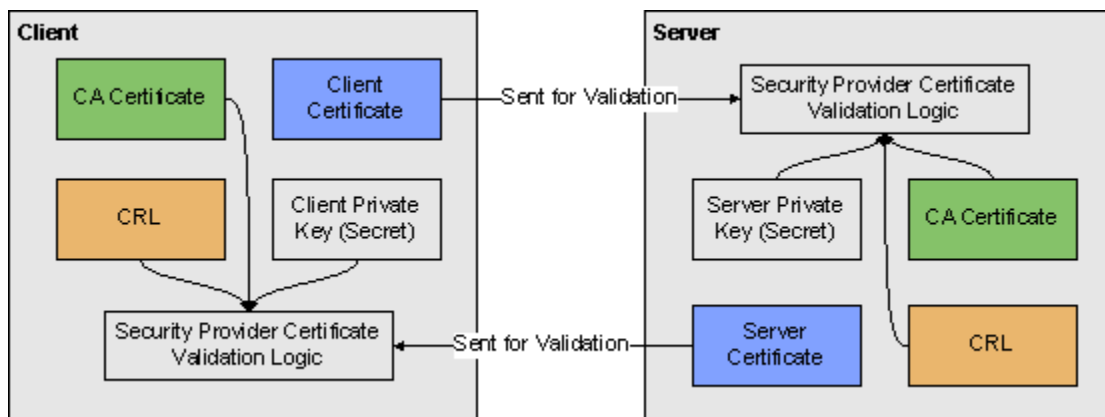 Client
CA Certificate
Client
Certificate
CRL
Client Private
Key (Secret)
Security Provider Certificate
Validation Logic
Sent for Validation
Sent for Validation
Server
Security Provider Certificate
Validation Logic
Server Private
Key (Secret)
CA Certificate
Server
Certificate
CRL